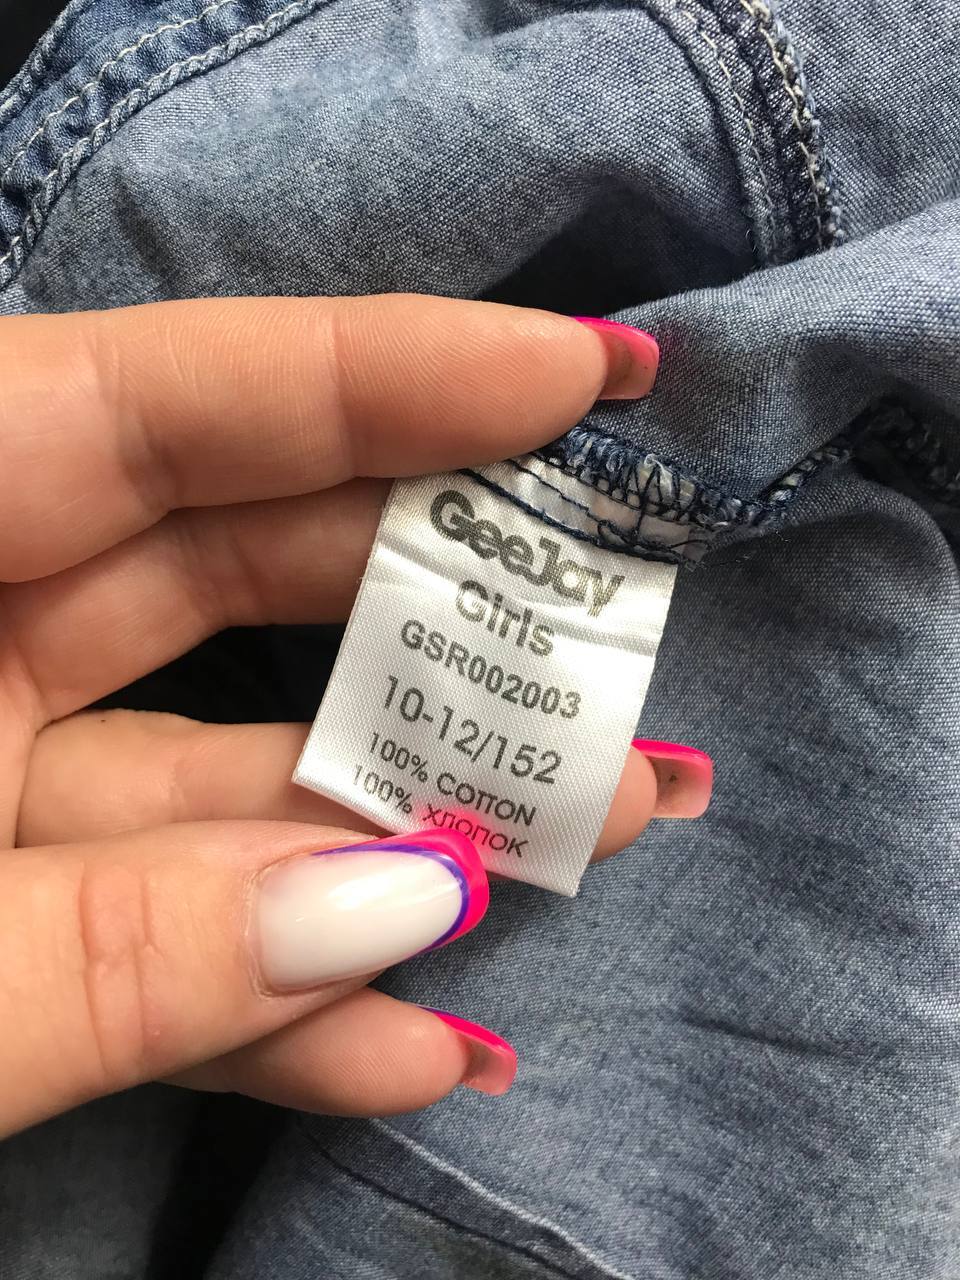 GeeJay
Girls
GSR002003
10-12/152
100% COTTON
100% ХЛОПОК